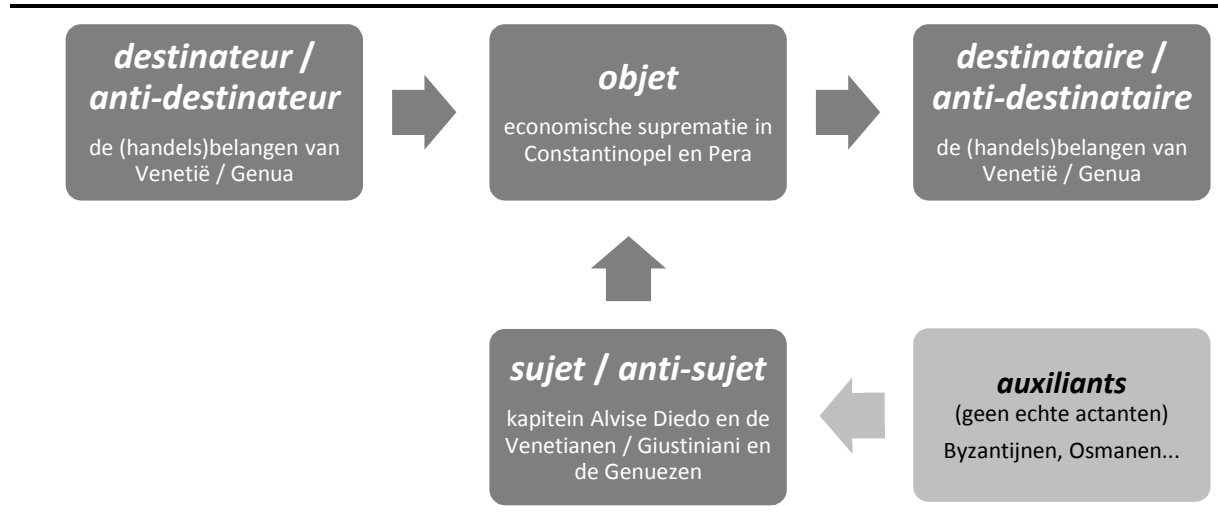 destinateur /
anti-destinateur
de (handels)belangen van
Venetië / Genua
objet
economische suprematie in
Constantinopel en Pera
destinataire /
anti-destinataire
de (handels)belangen van
Venetië / Genua
sujet / anti-sujet
kapitein Alvise Diedo en de
Venetianen / Giustiniani en
de Genuezen
auxiliants
(geen echte actanten)
Byzantijnen, Osmanen...